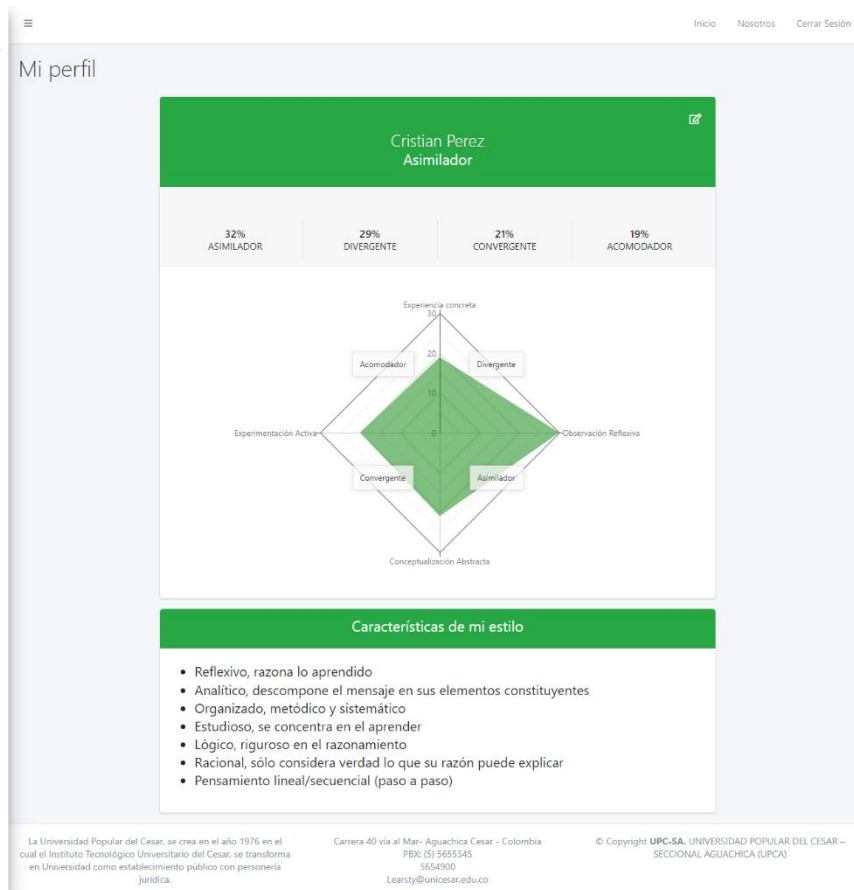 Inicio Nosotros Cerrar Sesión
Mi perfil
Cristian Perez
Asimilador
32% 29% 21% 19%
ASIMILADOR DIVERGENTE CONVERGENTE ACOMODADOR
Experiencia concreta
30
20
Acomodador Divergente
10
Experimentación Activa 0 Observación Reflexiva
Convergente Asimilador
Conceptualización Abstracta
Características de mi estilo
• Reflexivo, razona lo aprendido
• Analítico, descompone el mensaje en sus elementos constituyentes
• Organizado, metódico y sistemático
• Estudioso, se concentra en el aprender
• Lógico, riguroso en el razonamiento
• Racional, sólo considera verdad lo que su razón puede explicar
• Pensamiento lineal/secuencial (paso a paso)
La Universidad Popular del Cesar, se crea en el año 1976 en el
cual el Instituto Tecnológico Universitario del Cesar, se transforma
en Universidad como establecimiento público con personería
jurídica.
Carrera 40 vía al Mar- Aguachica Cesar - Colombia
PBX: (5) 5655345
5654900
Learsty@unicesar.edu.co
© Copyright UPC-SA. UNIVERSIDAD POPULAR DEL CESAR –
SECCIONAL AGUACHICA (UPCA)